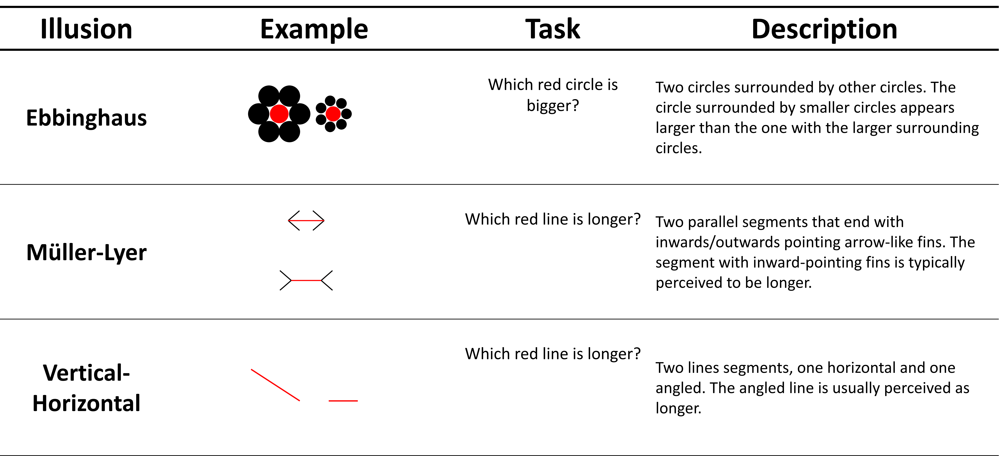 Illusion
Example
Task
Description
Ebbinghaus
Which red circle is
bigger?
Two circles surrounded by other circles. The
circle surrounded by smaller circles appears
larger than the one with the larger surrounding
circles.
Müller-Lyer
Which red line is longer?
Two parallel segments that end with
inwards/outwards pointing arrow-like fins. The
segment with inward-pointing fins is typically
perceived to be longer.
Vertical-
Horizontal
Which red line is longer?
Two lines segments, one horizontal and one
angled. The angled line is usually perceived as
longer.